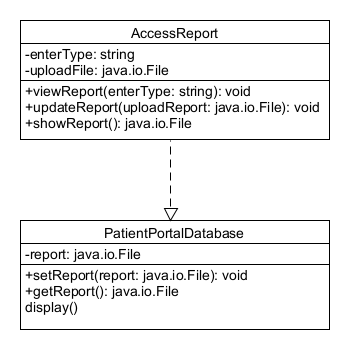 AccessReport
-enterType: string
-uploadFile: java.io.File
+viewReport(enterType: string): void
+updateReport(uploadReport: java.io.File): void
+showReport(): java.io.File
PatientPortalDatabase
-report: java.io.File
+setReport(report: java.io.File): void
+getReport(): java.io.File
display()